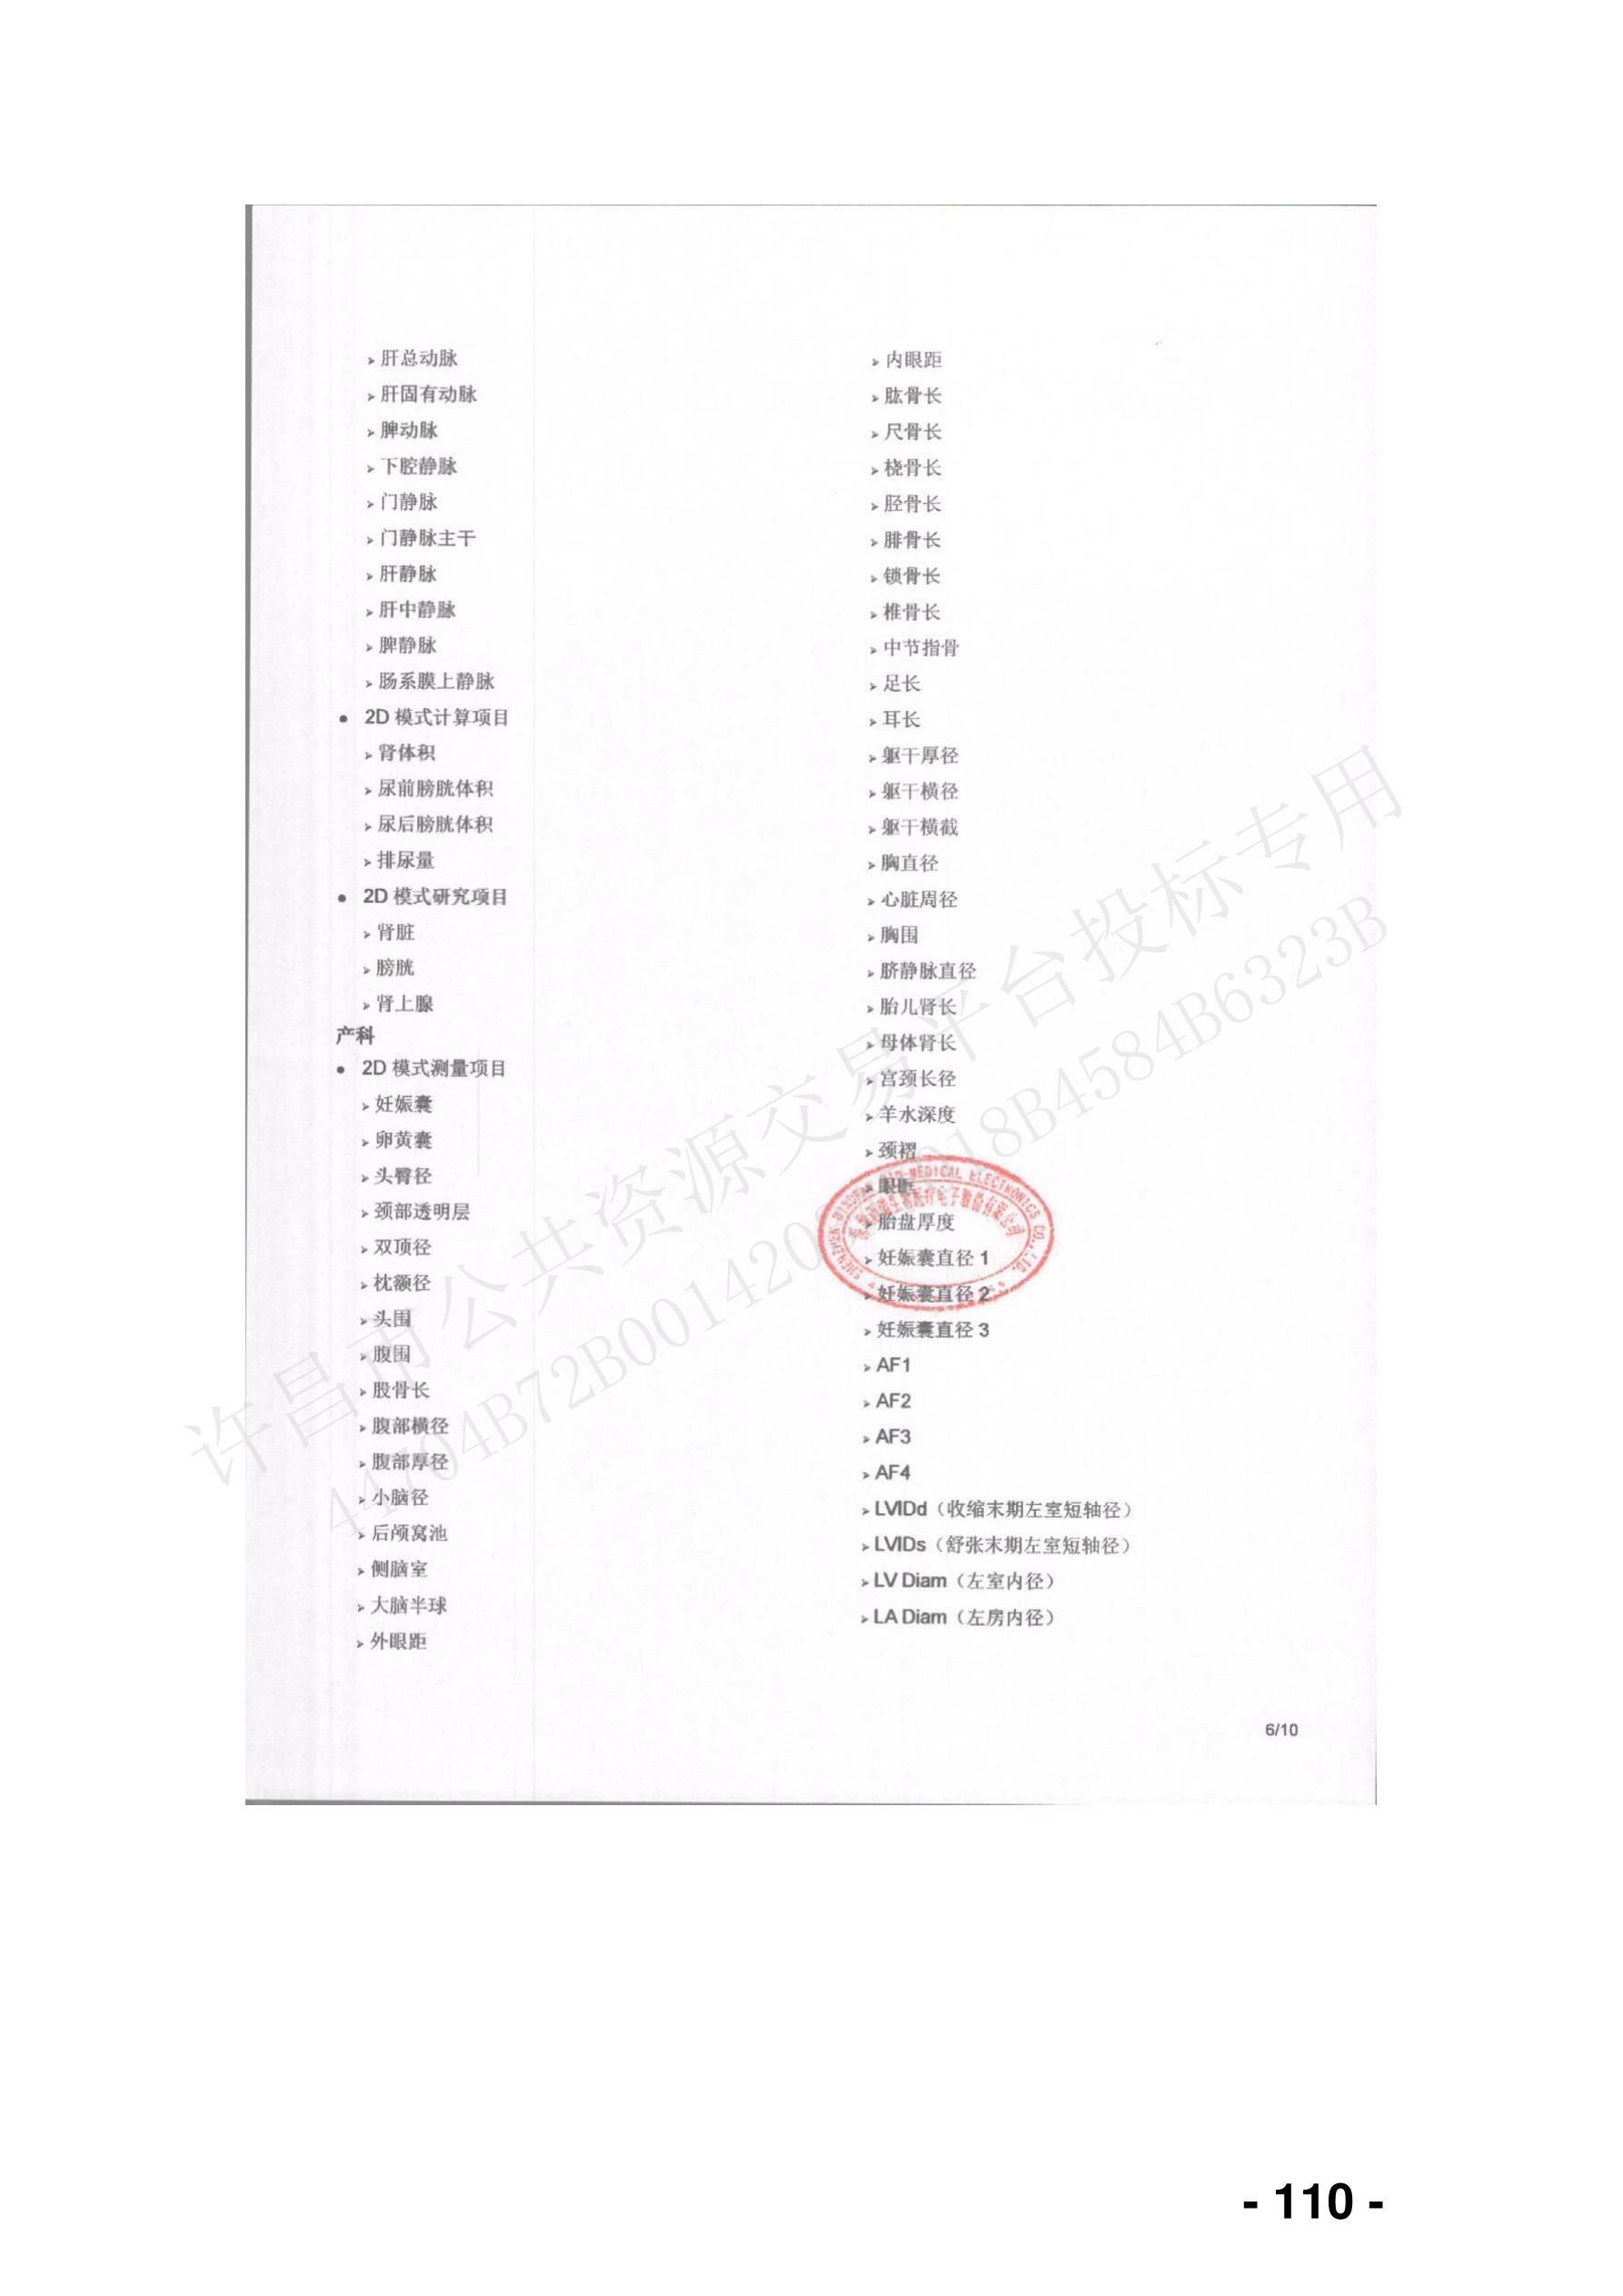 肝总动脉
肝固有动脉
脾动脉
下腔静脉
门静脉
门静脉主干
肝静脉
肝中静脉
脾静脉
肠系膜上静脉
2D 模式计算项目
肾体积
尿前膀胱体积
尿后膀胱体积
排尿量
2D 模式研究项目
肾脏
膀胱
肾上腺
产科
2D 模式测量项目
妊娠囊
卵黄囊
头臀径
颈部透明层
双顶径
枕额径
头围
腹围
股骨长
腹部横径
腹部厚径
小脑径
后颅窝池
侧脑室
大脑半球
外眼距
内眼距
肱骨长
尺骨长
桡骨长
胫骨长
腓骨长
锁骨长
椎骨长
中节指骨
足长
耳长
躯干厚径
躯干横径
躯干横截
胸直径
心脏周径
胸围
脐静脉直径
胎儿肾长
母体肾长
宫颈长径
羊水深度
颈褶
眼距
胎盘厚度
妊娠囊直径 1
妊娠囊直径 2
妊娠囊直径 3
AF1
AF2
AF3
AF4
LVIDd（收缩末期左室短轴径）
LVIDs（舒张末期左室短轴径）
LV Diam（左室内径）
LA Diam（左房内径）
6/10
许昌市公共资源交易平台投标专用
- 110 -